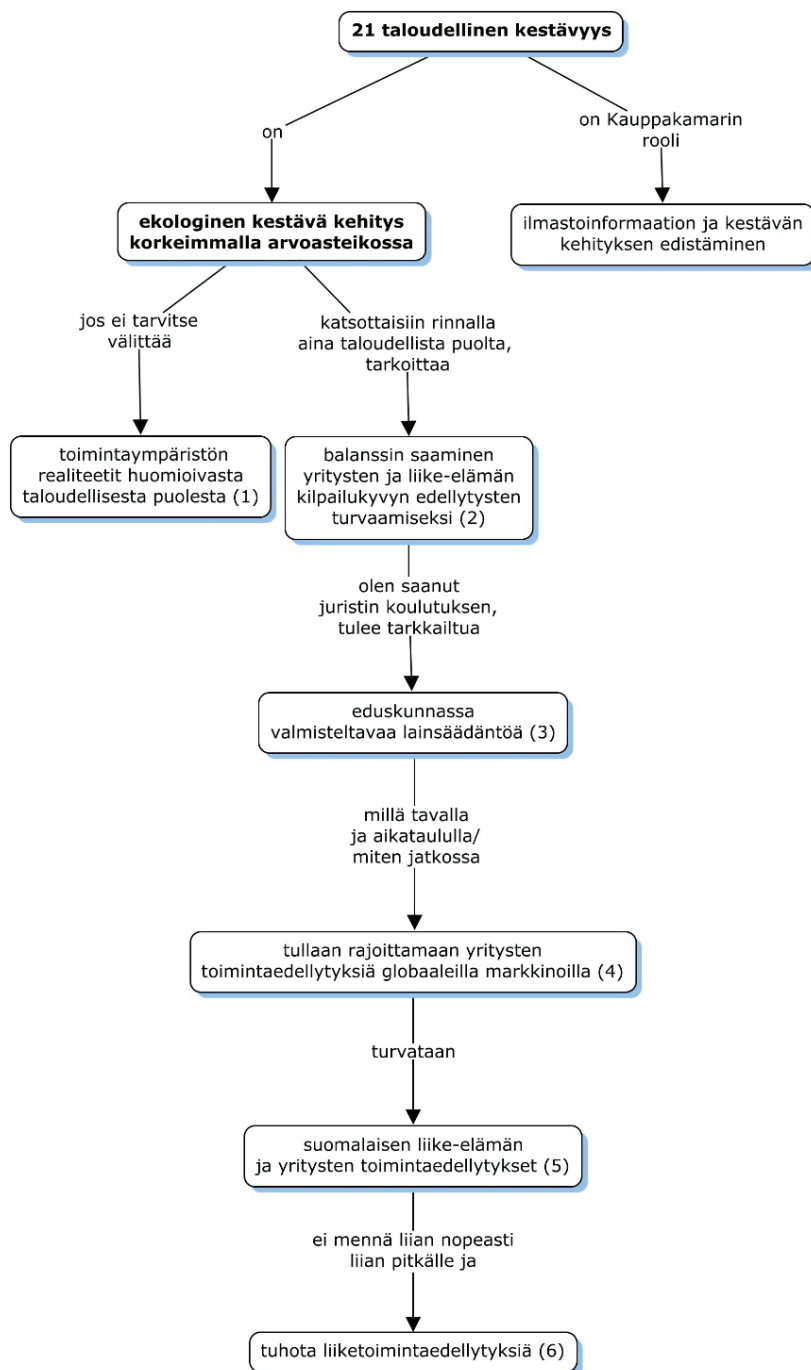 21 taloudellinen kestävyys
on
on Kauppakamarin
rooli
ekologinen kestävä kehitys
korkeimmalla arvoasteikossa
ilmastoinformaation ja kestävän
kehityksen edistäminen
jos ei tarvitse
välittää
katsottaisiin rinnalla
aina taloudellista puolta,
tarkoittaa
toimintaympäristön
realiteetit huomioivasta
taloudellisesta puolesta (1)
balanssin saaminen
yritysten ja liike-elämän
kilpailukyvyn edellytysten
turvaamiseksi (2)
olen saanut
juristin koulutuksen,
tulee tarkkailtua
eduskunnassa
valmisteltavaa lainsäädäntöä (3)
millä tavalla
ja aikataululla/
miten jatkossa
tullaan rajoittamaan yritysten
toimintaedellytyksiä globaaleilla markkinoilla (4)
turvataan
suomalaisen liike-elämän
ja yritysten toimintaedellytykset (5)
ei mennä liian nopeasti
liian pitkälle ja
tuhota liiketoimintaedellytyksiä (6)